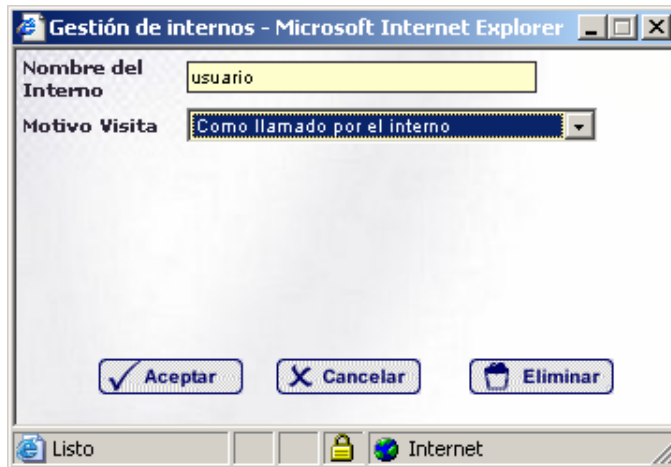 Gestión de internos - Microsoft Internet Explorer
Nombre del
Interno
usuario
Motivo Visita
Como llamado por el interno
Aceptar
Cancelar
Eliminar
Listo
Internet